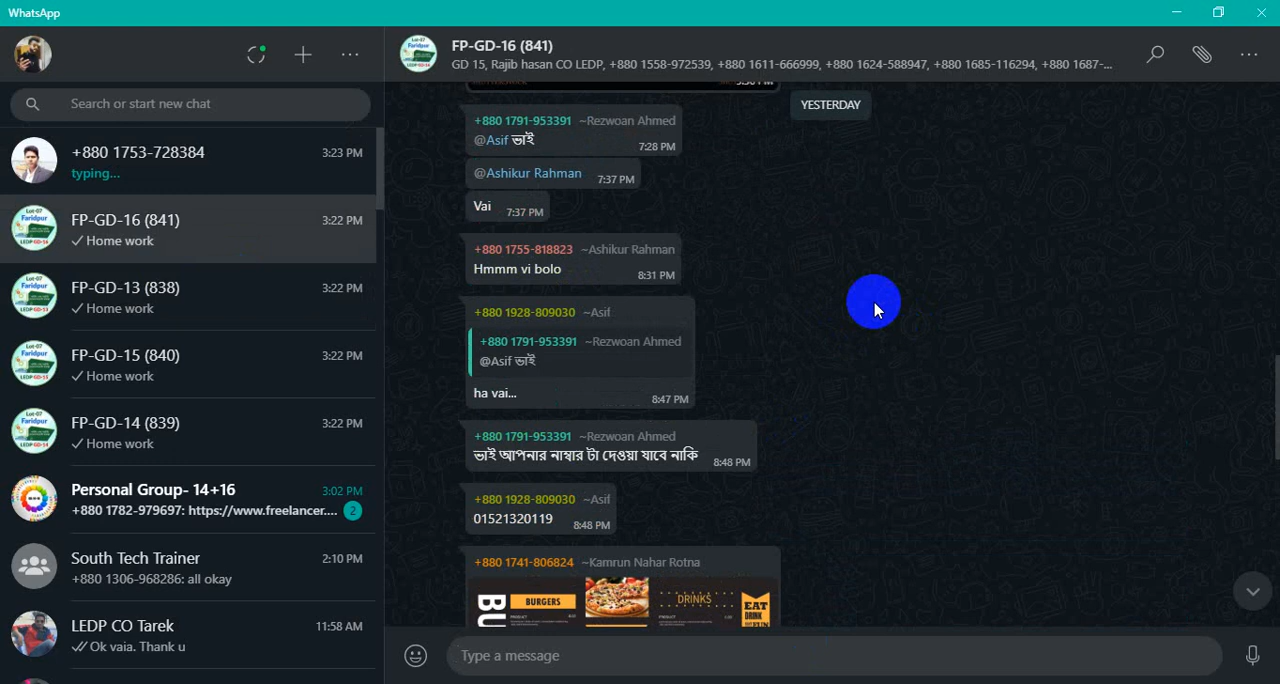 WhatsApp
Search or start new chat
+880 1753-728384 3:23 PM
typing...
FP-GD-16 (841) 3:22 PM
Home work
FP-GD-13 (838) 3:22 PM
Home work
FP-GD-15 (840) 3:22 PM
Home work
FP-GD-14 (839) 3:22 PM
Home work
Personal Group- 14+16 3:02 PM
+880 1782-979697: https://www.freelancer.... 2
South Tech Trainer 2:10 PM
+880 1306-968286: all okay
LEDP CO Tarek 11:58 AM
Ok vaia. Thank u
FP-GD-16 (841)
GD 15, Rajib hasan CO LEDP, +880 1558-972539, +880 1611-666999, +880 1624-588947, +880 1685-116294, +880 1687-...
YESTERDAY
+880 1791-953391 ~Rezwoan Ahmed
@Asif ভাই
7:28 PM
@Ashikur Rahman 7:37 PM
Vai 7:37 PM
+880 1755-818823 ~Ashikur Rahman
Hmmm vi bolo 8:31 PM
+880 1928-809030 ~Asif
+880 1791-953391 ~Rezwoan Ahmed
@Asif ভাই
ha vai... 8:47 PM
+880 1791-953391 ~Rezwoan Ahmed
ভাই আপনার নাম্বার টা দেওয়া যাবে নাকি 8:48 PM
+880 1928-809030 ~Asif
01521320119 8:48 PM
+880 1741-806824 ~Kamrun Nahar Rotna
BURGERS
DRINKS
EAT
Type a message